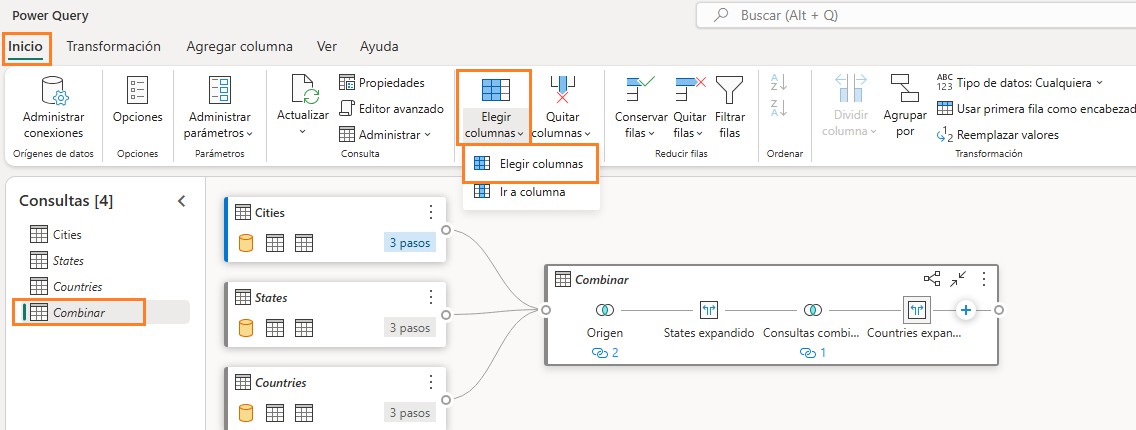 Power Query
Buscar (Alt + Q)
Inicio
Transformación
Agregar columna
Ver
Ayuda
Administrar
conexiones
Orígenes de datos
Opciones
Opciones
Administrar
parámetros
Parámetros
Actualizar
Propiedades
Editor avanzado
Administrar
Consulta
Elegir
columnas
Quitar
columnas
Elegir columnas
Ir a columna
Conservar
filas
Quitar
filas
Filtrar
filas
Reducir filas
Ordenar
Dividir
columna
Agrupar
por
Tipo de datos: Cualquiera
Usar primera fila como encabezad
Reemplazar valores
Transformación
Consultas [4]
Cities
States
Countries
Combinar
Cities
3 pasos
States
3 pasos
Countries
3 pasos
Combinar
Origen
2
States expandido
Consultas combi...
1
Countries expan...